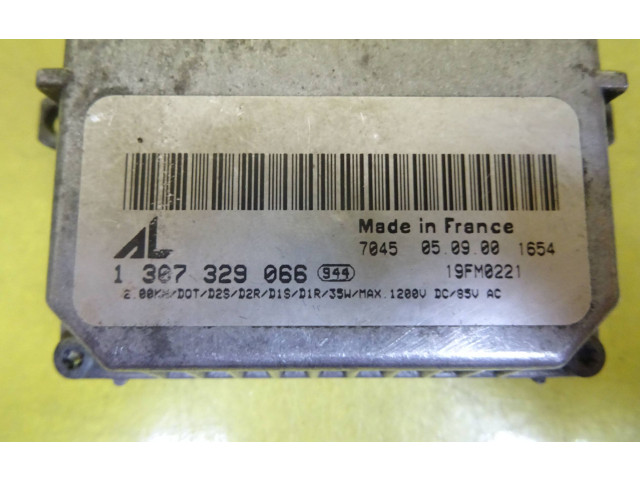 Made in France
AL
7045 05.09.00 1654
1 307 329 066 944 19FM0221
2.00KM/DOT/D2S/D2R/D1S/D1R/35W/MAX.1200V DC/85V AC